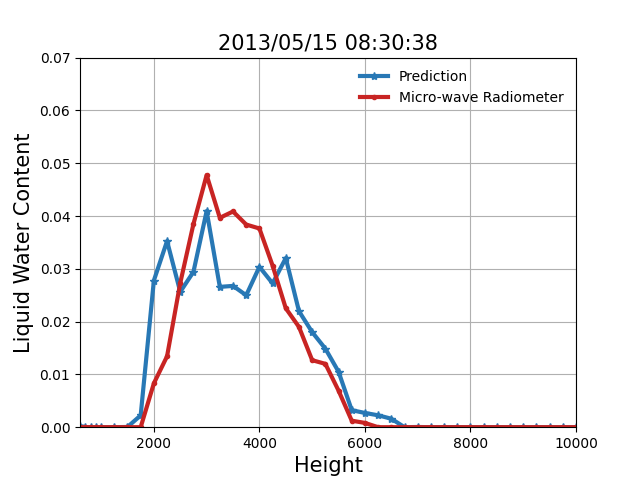 2013/05/15 08:30:38
Prediction
Micro-wave Radiometer
Liquid Water Content
0.07
0.06
0.05
0.04
0.03
0.02
0.01
0.00
2000 4000 6000 8000 10000
Height